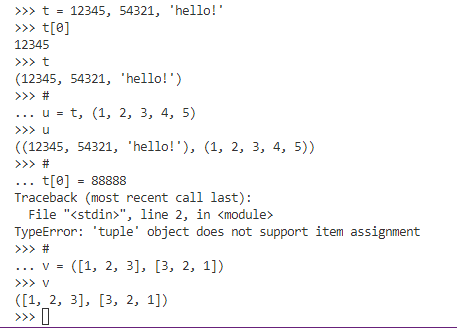 >>> t = 12345, 54321, 'hello!'
>>> t[0]
12345
>>> t
(12345, 54321, 'hello!')
>>> #
... u = t, (1, 2, 3, 4, 5)
>>> u
((12345, 54321, 'hello!'), (1, 2, 3, 4, 5))
>>> #
... t[0] = 88888
Traceback (most recent call last):
  File "<stdin>", line 2, in <module>
TypeError: 'tuple' object does not support item assignment
>>> #
... v = ([1, 2, 3], [3, 2, 1])
>>> v
([1, 2, 3], [3, 2, 1])
>>>